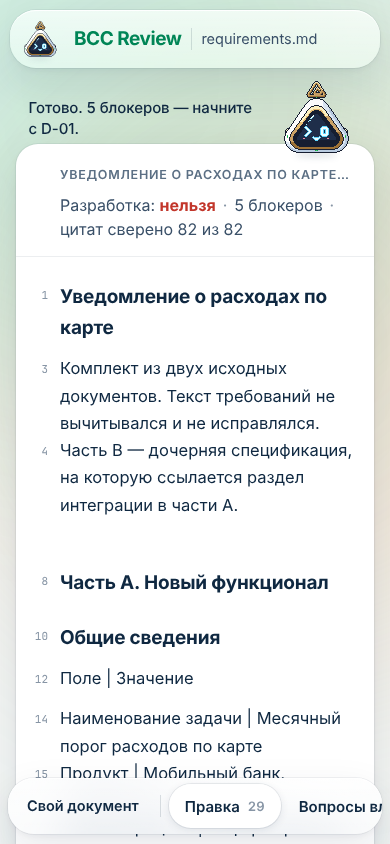 BCC Review requirements.md
Готово. 5 блокеров — начните
с D-01.
УВЕДОМЛЕНИЕ О РАСХОДАХ ПО КАРТЕ...
Разработка: нельзя · 5 блокеров ·
цитат сверено 82 из 82
1 Уведомление о расходах по
карте
3 Комплект из двух исходных
документов. Текст требований не
вычитывался и не исправлялся.
4 Часть B — дочерняя спецификация,
на которую ссылается раздел
интеграции в части A.
8 Часть A. Новый функционал
10 Общие сведения
12 Поле | Значение
14 Наименование задачи | Месячный
порог расходов по карте
15 Продукт | Мобильный банк.
Свой документ Правка 29 Вопросы вл